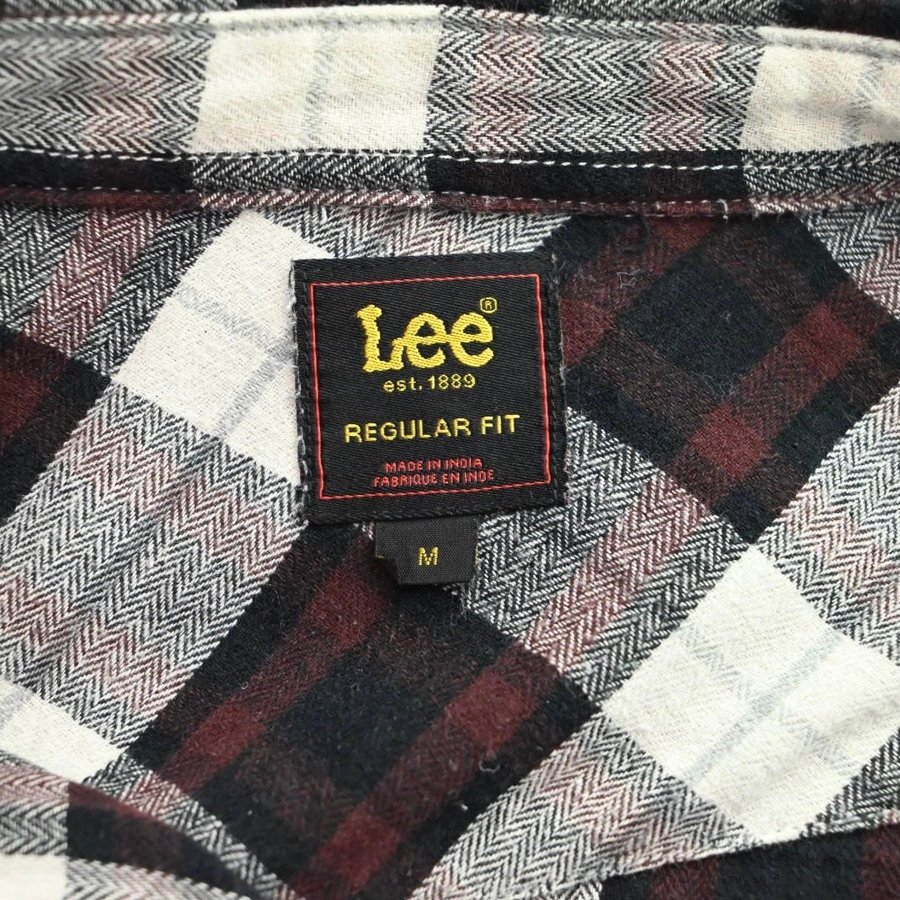 Lee®
est. 1889
REGULAR FIT
MADE IN INDIA
FABRIQUE EN INDE
M